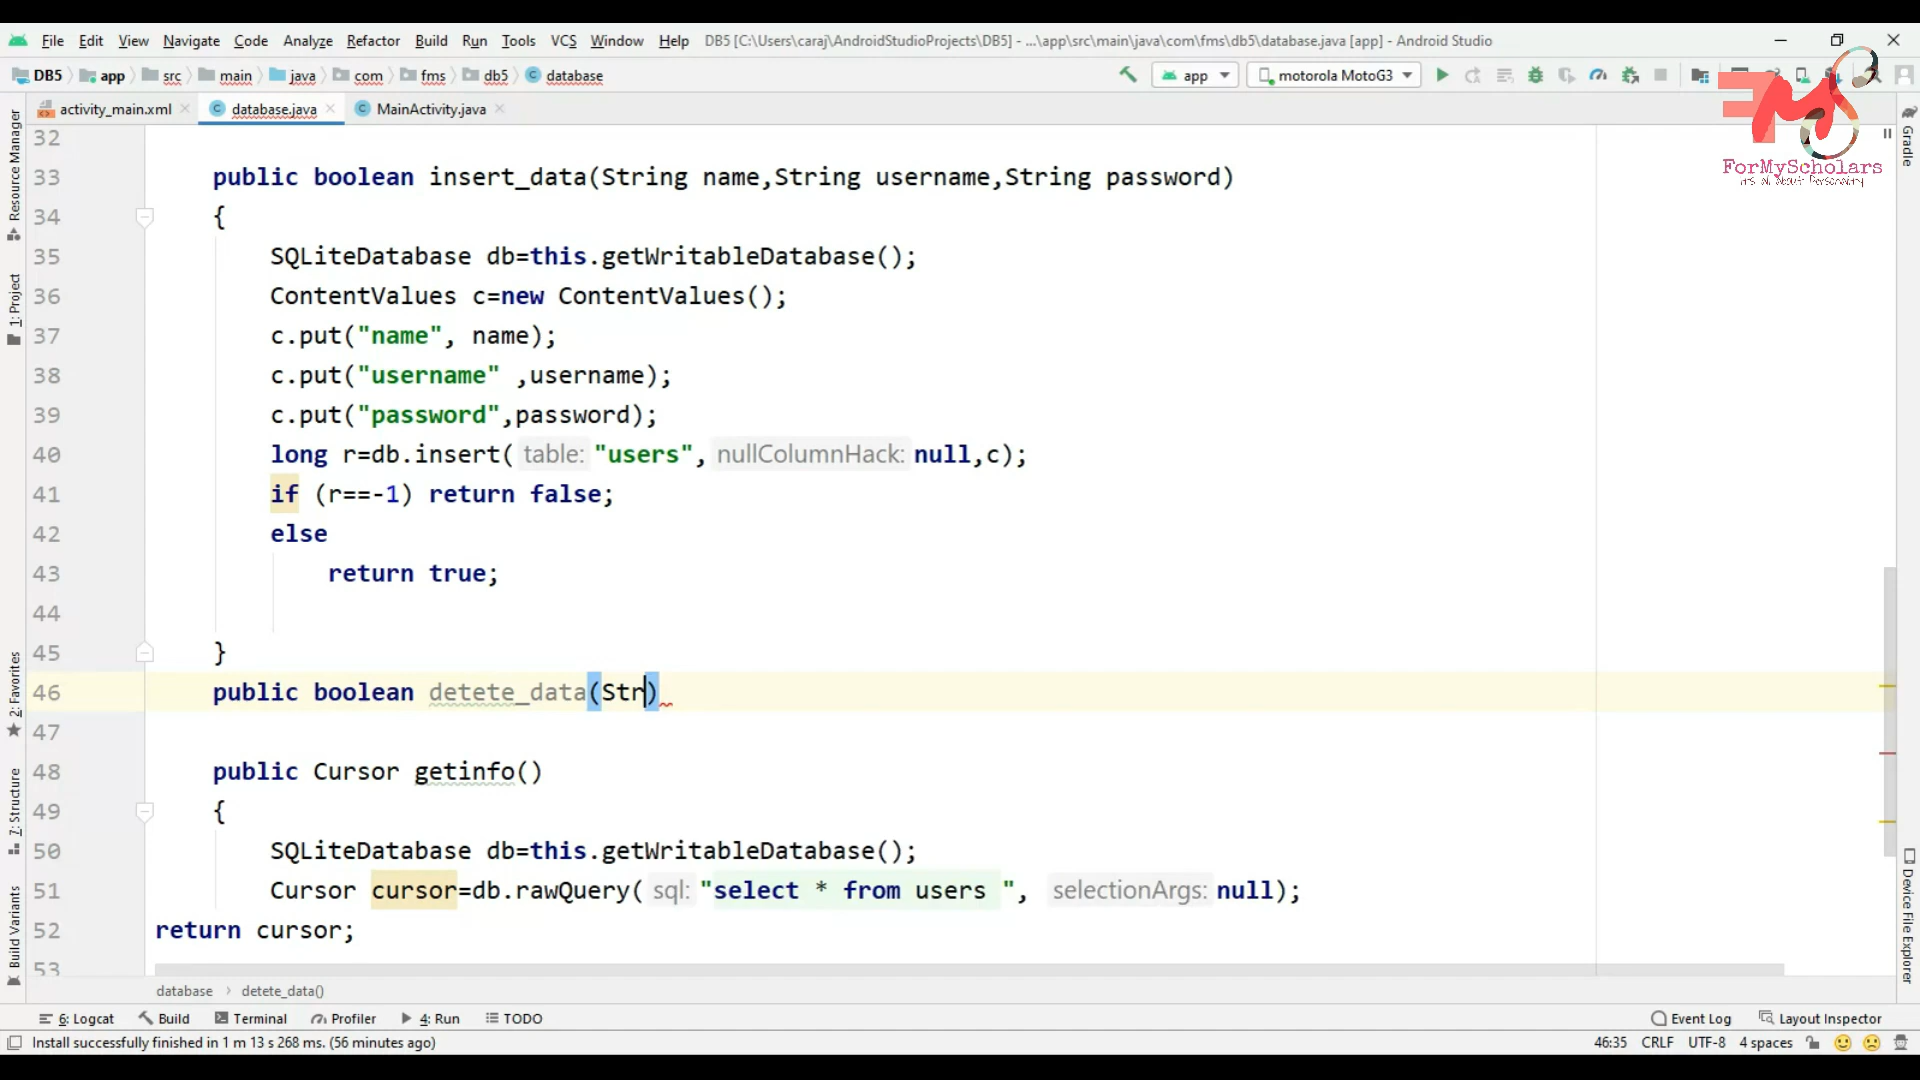 File Edit View Navigate Code Analyze Refactor Build Run Tools VCS Window Help DB5 [C:\Users\caraj\AndroidStudioProjects\DB5] - ...\app\src\main\java\com\fms\db5\database.java [app] - Android Studio
DB5 app src main java com fms db5 database app motorola MotoG3
activity_main.xml database.java MainActivity.java
ForMyScholars
32
33 public boolean insert_data(String name,String username,String password)
34 {
35 SQLiteDatabase db=this.getWritableDatabase();
36 ContentValues c=new ContentValues();
37 c.put("name", name);
38 c.put("username" ,username);
39 c.put("password",password);
40 long r=db.insert( table: "users", nullColumnHack: null,c);
41 if (r==-1) return false;
42 else
43 return true;
44
45 }
46 public boolean detete_data(Str)
47
48 public Cursor getinfo()
49 {
50 SQLiteDatabase db=this.getWritableDatabase();
51 Cursor cursor=db.rawQuery( sql: "select * from users ", selectionArgs: null);
52 return cursor;
53
database detete_data()
6: Logcat Build Terminal Profiler 4: Run TODO Event Log Layout Inspector
Install successfully finished in 1 m 13 s 268 ms. (56 minutes ago) 46:35 CRLF UTF-8 4 spaces
Resource Manager
1: Project
2: Favorites
7: Structure
Build Variants
Gradle
Device File Explorer